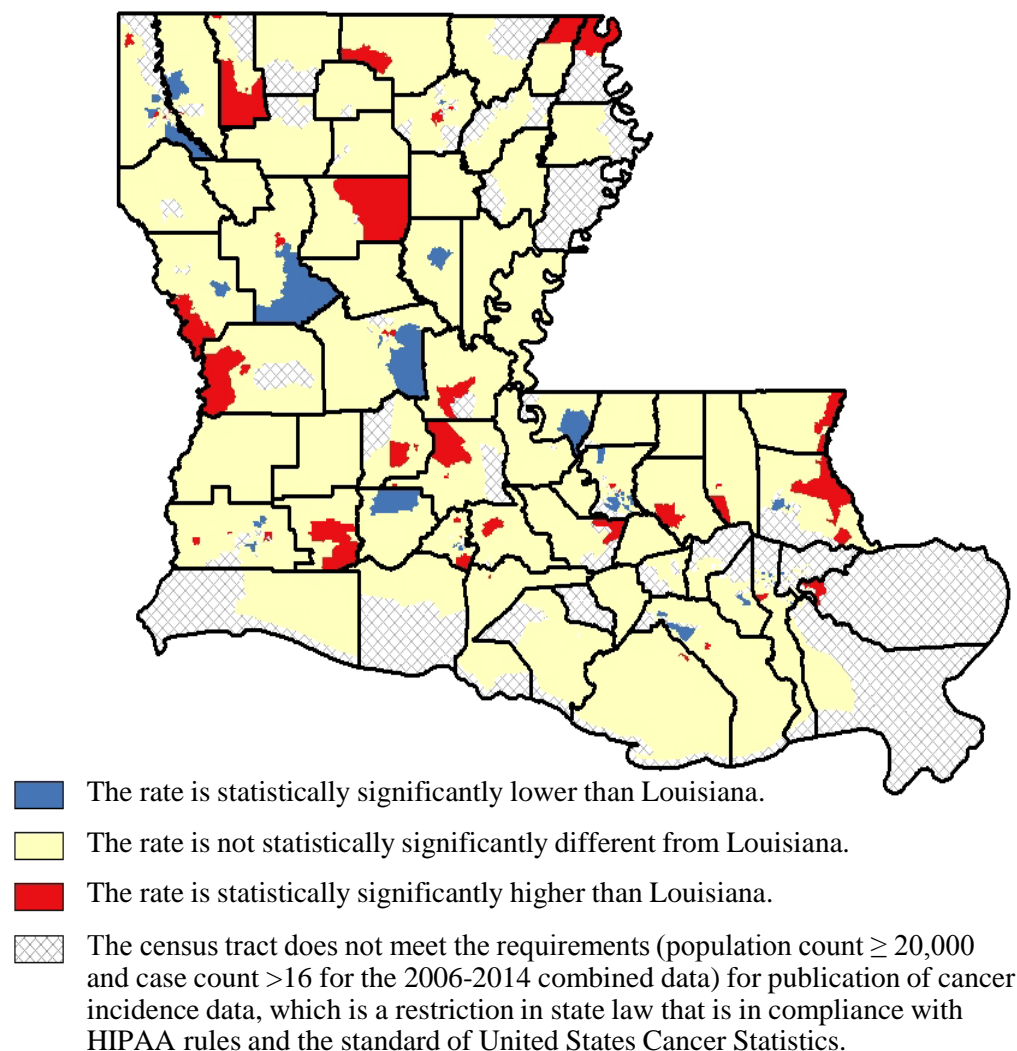 The rate is statistically significantly lower than Louisiana.
The rate is not statistically significantly different from Louisiana.
The rate is statistically significantly higher than Louisiana.
The census tract does not meet the requirements (population count ≥ 20,000
and case count >16 for the 2006-2014 combined data) for publication of cancer
incidence data, which is a restriction in state law that is in compliance with
HIPAA rules and the standard of United States Cancer Statistics.